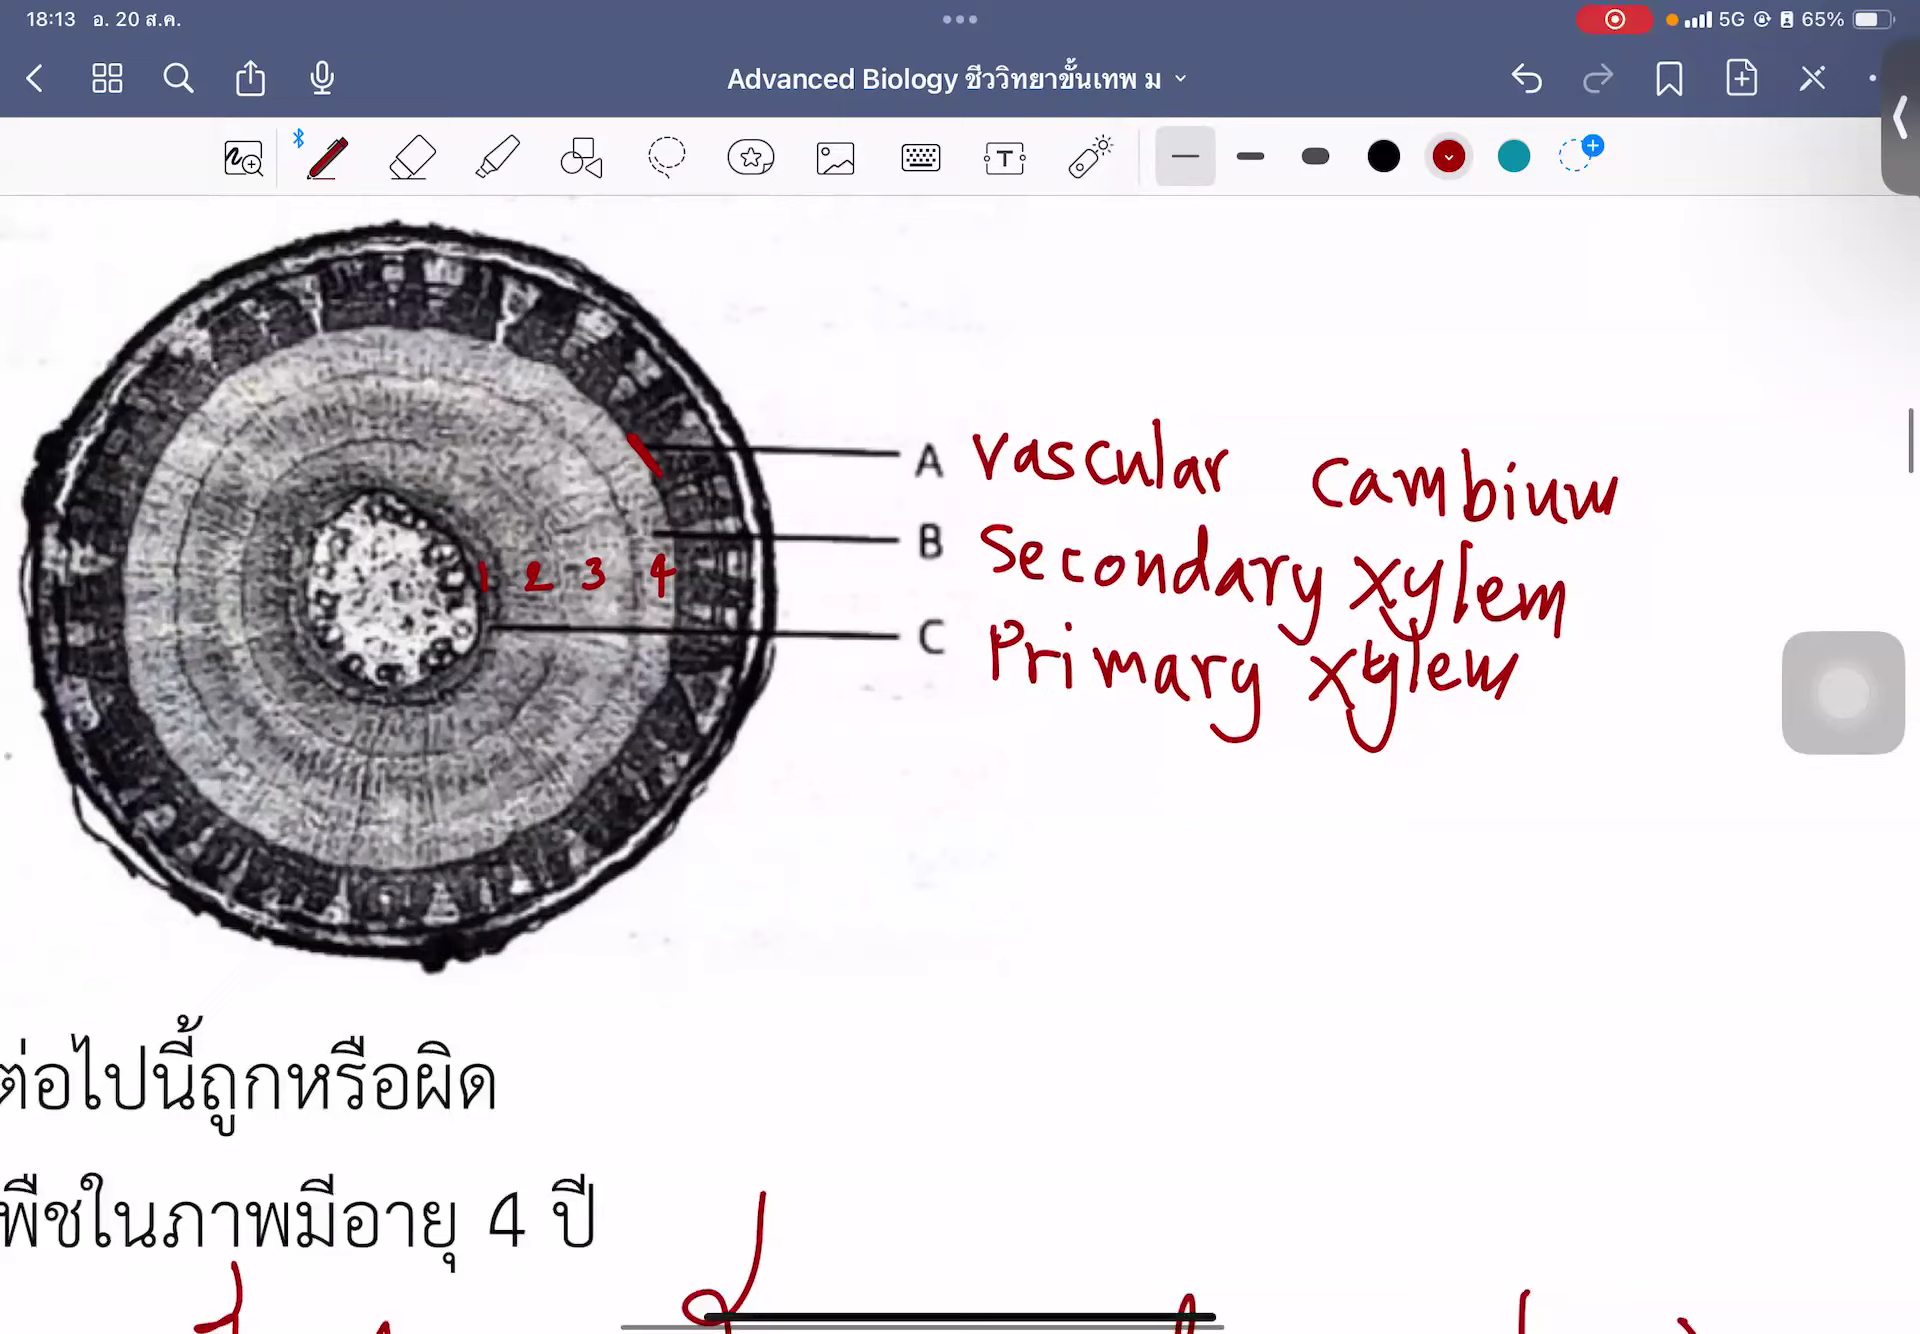 18:13 อ. 20 ส.ค.
5G 65%
Advanced Biology ชีววิทยาขั้นเทพ ม
T
A Vascular Cambium
B Secondary xylem
1 2 3 4
C Primary xylem
ต่อไปนี้ถูกหรือผิด
พืชในภาพมีอายุ 4 ปี